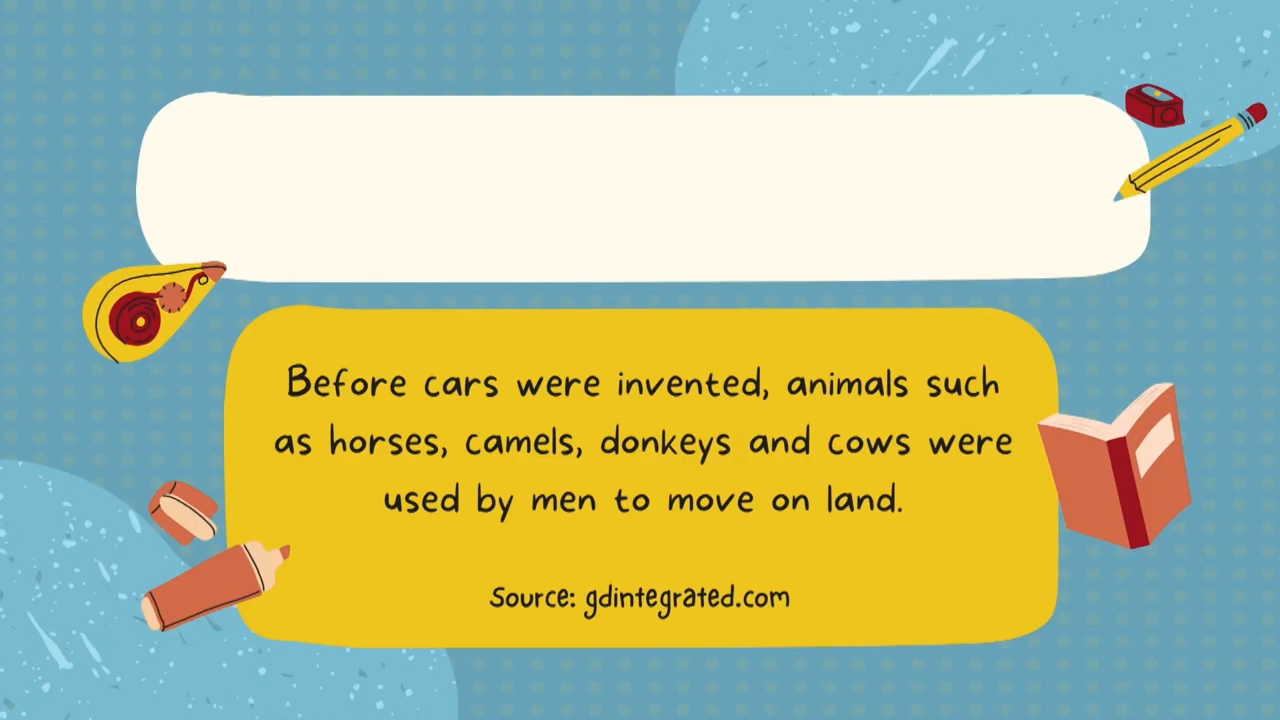 Before cars were invented, animals such
as horses, camels, donkeys and cows were
used by men to move on land.
Source: gdintegrated.com